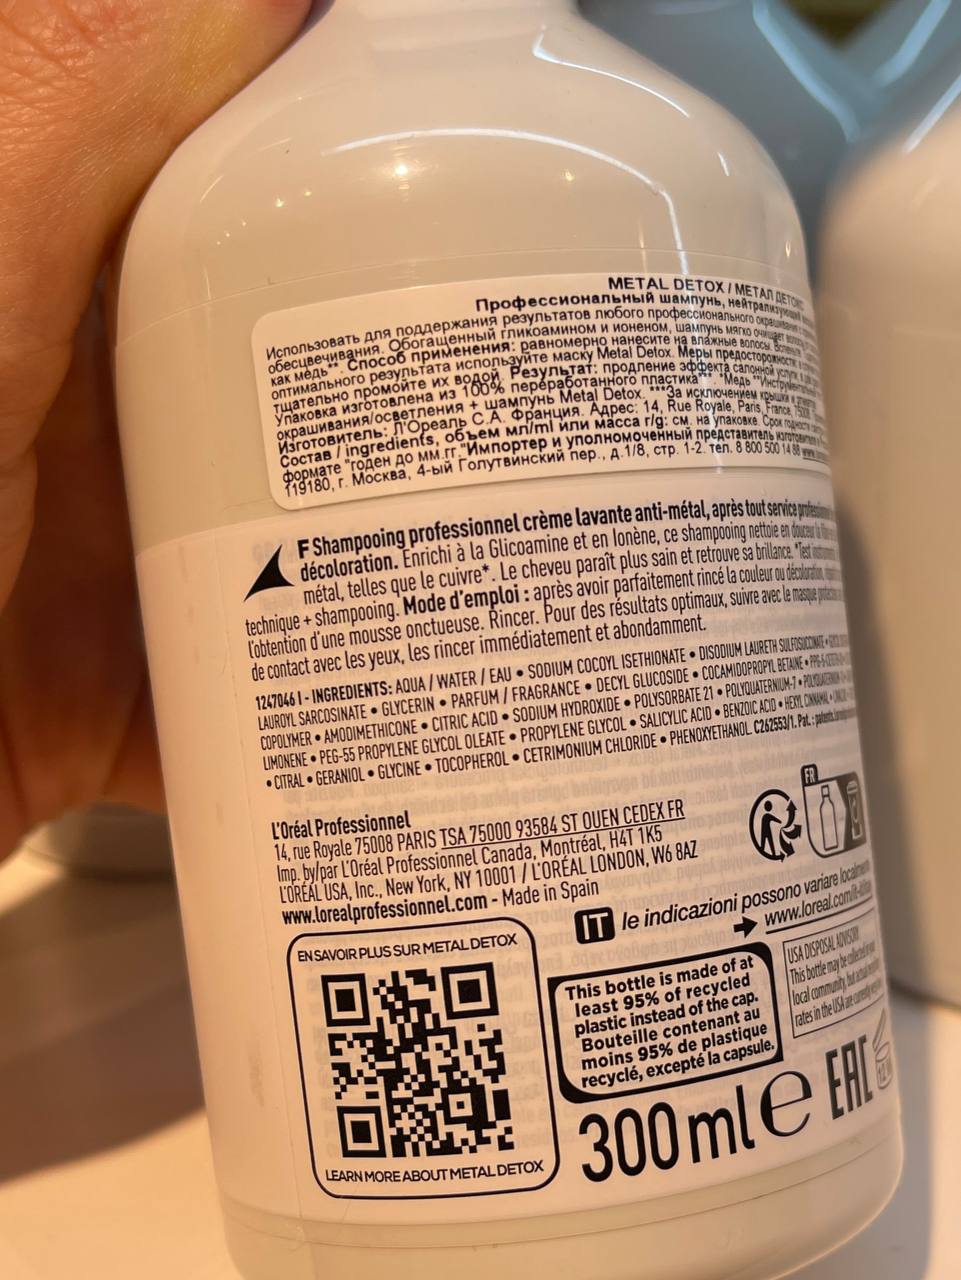 METAL DETOX / МЕТАЛ ДЕТОКС
Профессиональный шампунь, нейтрализующий
Использовать для поддержания результатов любого профессионального окрашивания
обесцвечивания. Обогащенный гликоамином и ионеном, шампунь мягко очищает волосы
как медь**. Способ применения: равномерно нанесите на влажные волосы.
оптимального результата используйте маску Metal Detox. Меры предосторожности:
тщательно промойте их водой. Результат: продление эффекта салонной услуги.
Упаковка изготовлена из 100% переработанного пластика***. *Медь
окрашивания/осветления + шампунь Metal Detox. ***За исключением крышки и
Изготовитель: Л'Ореаль С.А. Франция. Адрес: 14, Rue Royale, Paris, France, 75008
Состав / ingredients, объем мл/ml или масса г/g: см. на упаковке. Срок годности
формате "годен до мм.гг."Импортер и уполномоченный представитель изготовителя
119180, г. Москва, 4-ый Голутвинский пер., д.1/8, стр. 1-2. тел. 8 800 500 14 88
F Shampooing professionnel crème lavante anti-métal, après tout service professionnel
décoloration. Enrichi à la Glicoamine et en Ionène, ce shampooing nettoie en douceur la
métal, telles que le cuivre*. Le cheveu paraît plus sain et retrouve sa brillance. *Test
technique + shampooing. Mode d'emploi : après avoir parfaitement rincé la couleur ou décoloration,
l'obtention d'une mousse onctueuse. Rincer. Pour des résultats optimaux, suivre avec le masque
de contact avec les yeux, les rincer immédiatement et abondamment.
1247046 I - INGREDIENTS: AQUA / WATER / EAU • SODIUM COCOYL ISETHIONATE • DISODIUM LAURETH SULFOSUCCINATE •
LAUROYL SARCOSINATE • GLYCERIN • PARFUM / FRAGRANCE • DECYL GLUCOSIDE • COCAMIDOPROPYL BETAINE •
COPOLYMER • AMODIMETHICONE • CITRIC ACID • SODIUM HYDROXIDE • POLYSORBATE 21 • POLYQUATERNIUM-7 •
LIMONENE • PEG-55 PROPYLENE GLYCOL OLEATE • PROPYLENE GLYCOL • SALICYLIC ACID • BENZOIC ACID • HEXYL CINNAMAL •
• CITRAL • GERANIOL • GLYCINE • TOCOPHEROL • CETRIMONIUM CHLORIDE • PHENOXYETHANOL. C262553/1. Pat. :
L'Oréal Professionnel
14, rue Royale 75008 PARIS TSA 75000 93584 ST OUEN CEDEX FR
Imp. by/par L'Oréal Professionnel Canada, Montréal, H4T 1K5
L'ORÉAL USA, Inc., New York, NY 10001 / L'ORÉAL LONDON, W6 8AZ
www.lorealprofessionnel.com - Made in Spain
FR
IT le indicazioni possono variare localmente
www.loreal.com/it-it/
EN SAVOIR PLUS SUR METAL DETOX
LEARN MORE ABOUT METAL DETOX
This bottle is made of at
least 95% of recycled
plastic instead of the cap.
Bouteille contenant au
moins 95% de plastique
recyclé, excepté la capsule.
USA DISPOSAL ADVISORY
This bottle may be collected in your
local community, but actual
rates in the USA are currently
300 ml e
EAC